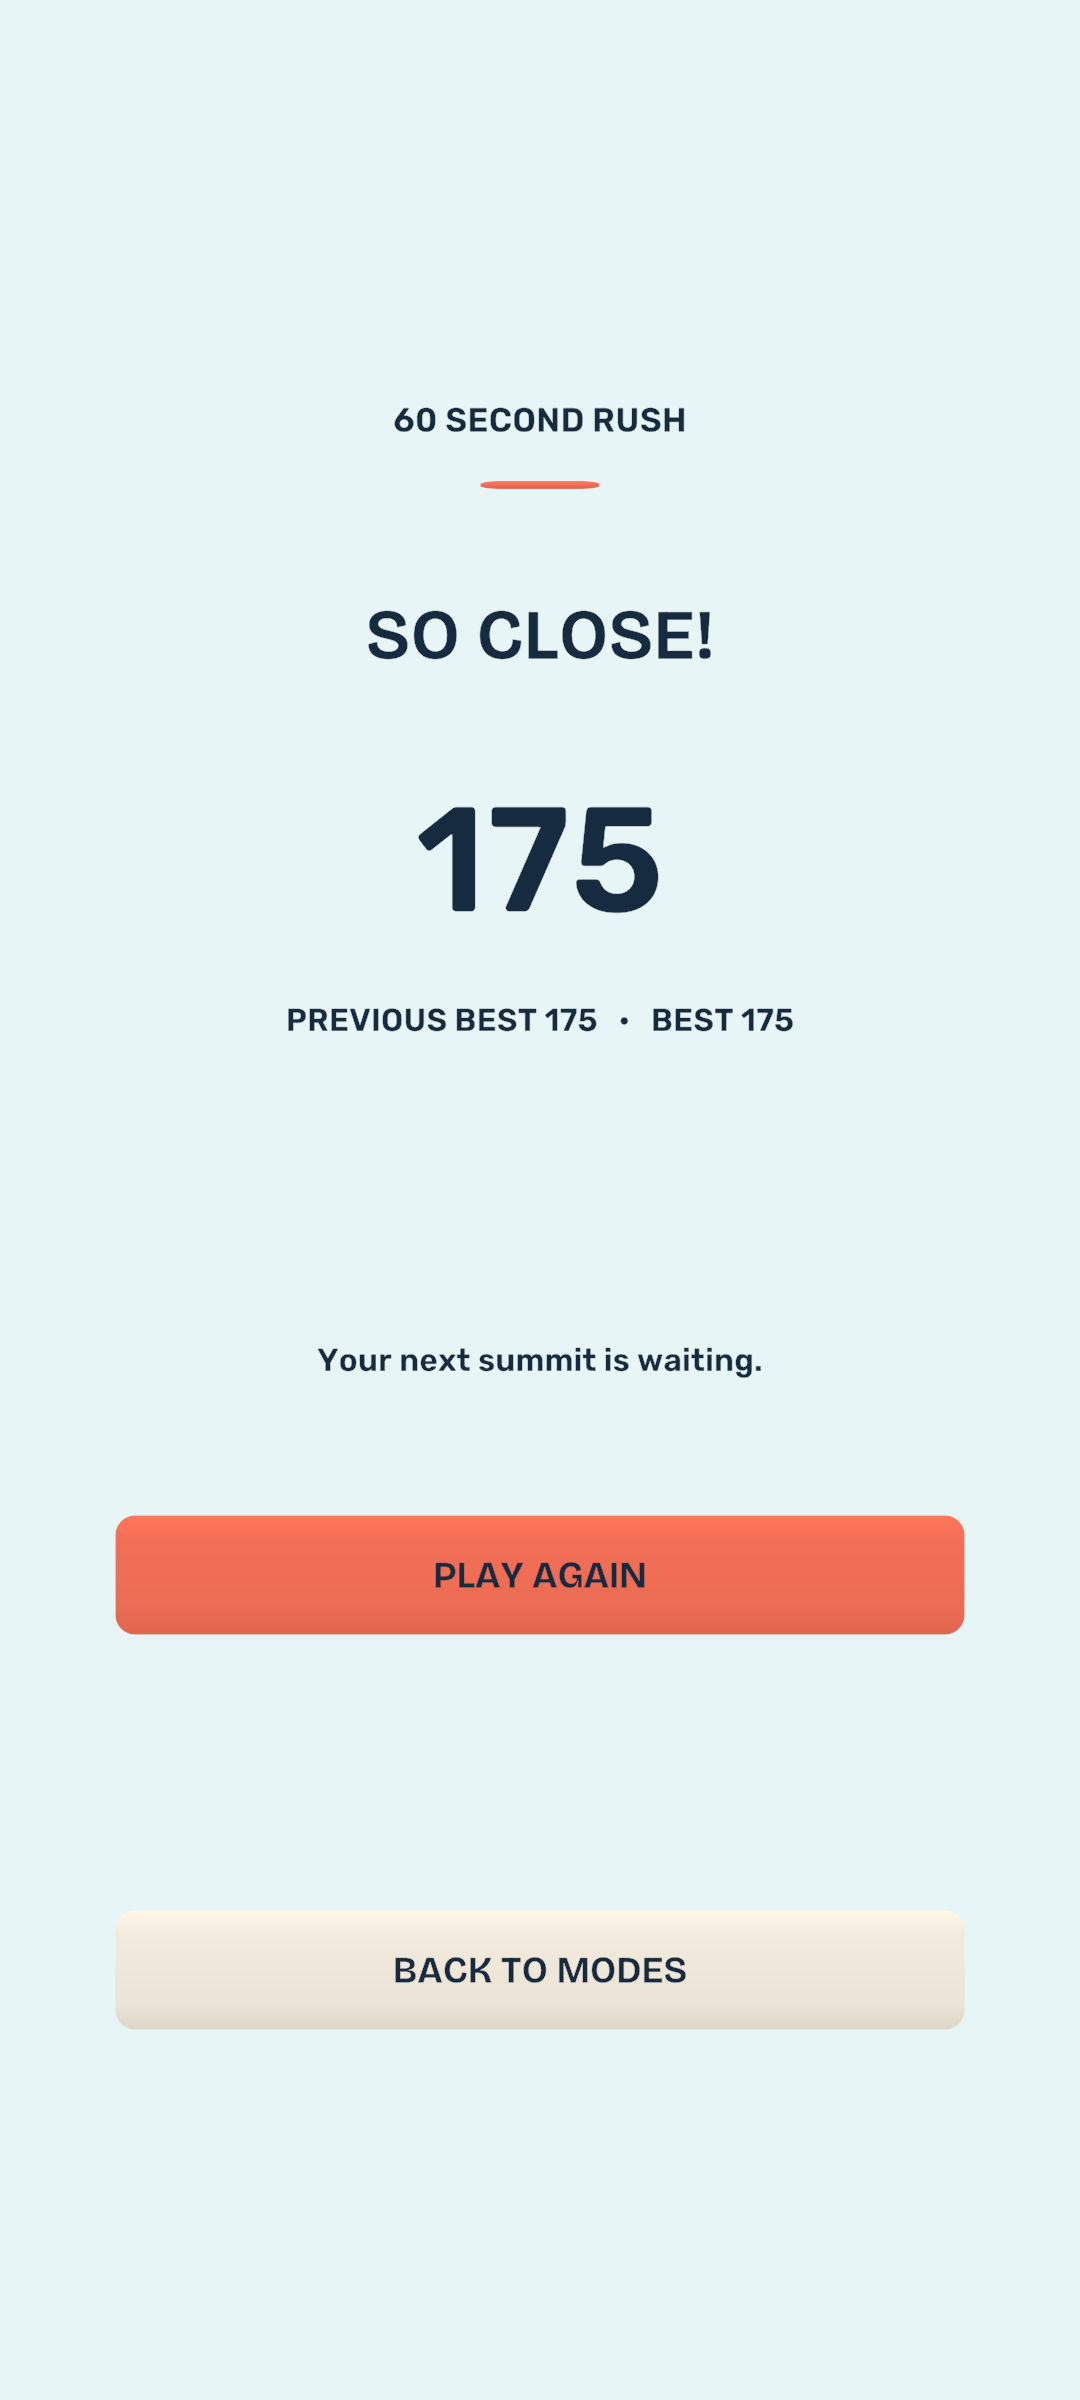 60 SECOND RUSH
SO CLOSE!
175
PREVIOUS BEST 175 · BEST 175
Your next summit is waiting.
PLAY AGAIN
BACK TO MODES